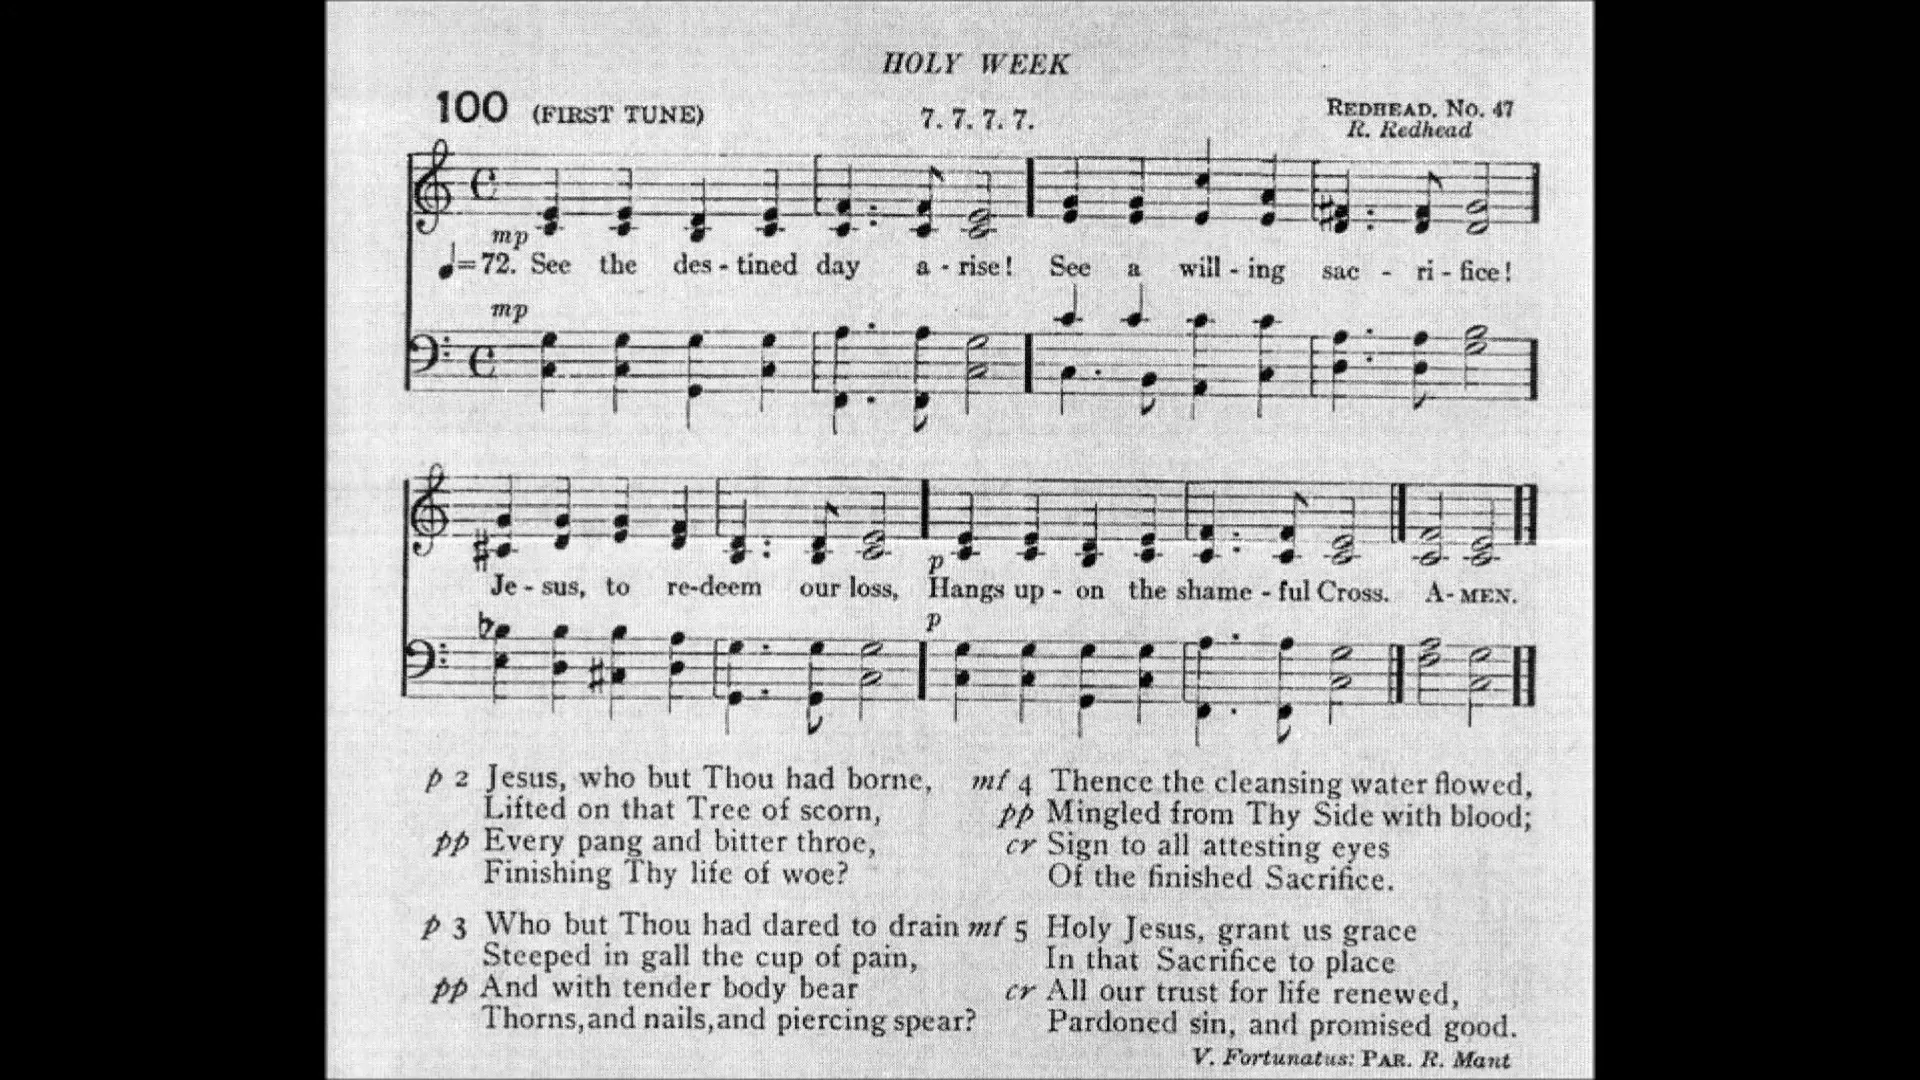 HOLY WEEK
100 (FIRST TUNE) 7. 7. 7. 7. REDHEAD, No. 47
R. Redhead
mp
♩=72. See the des-tined day a-rise! See a will-ing sac-ri-fice!
mp
Je-sus, to re-deem our loss, p Hangs up-on the shame-ful Cross. A-MEN.
p
p 2 Jesus, who but Thou had borne,
Lifted on that Tree of scorn,
pp Every pang and bitter throe,
Finishing Thy life of woe?
p 3 Who but Thou had dared to drain
Steeped in gall the cup of pain,
pp And with tender body bear
Thorns, and nails, and piercing spear?
mf 4 Thence the cleansing water flowed,
pp Mingled from Thy Side with blood;
cr Sign to all attesting eyes
Of the finished Sacrifice.
mf 5 Holy Jesus, grant us grace
In that Sacrifice to place
cr All our trust for life renewed,
Pardoned sin, and promised good.
V. Fortunatus: PAR. R. Mant